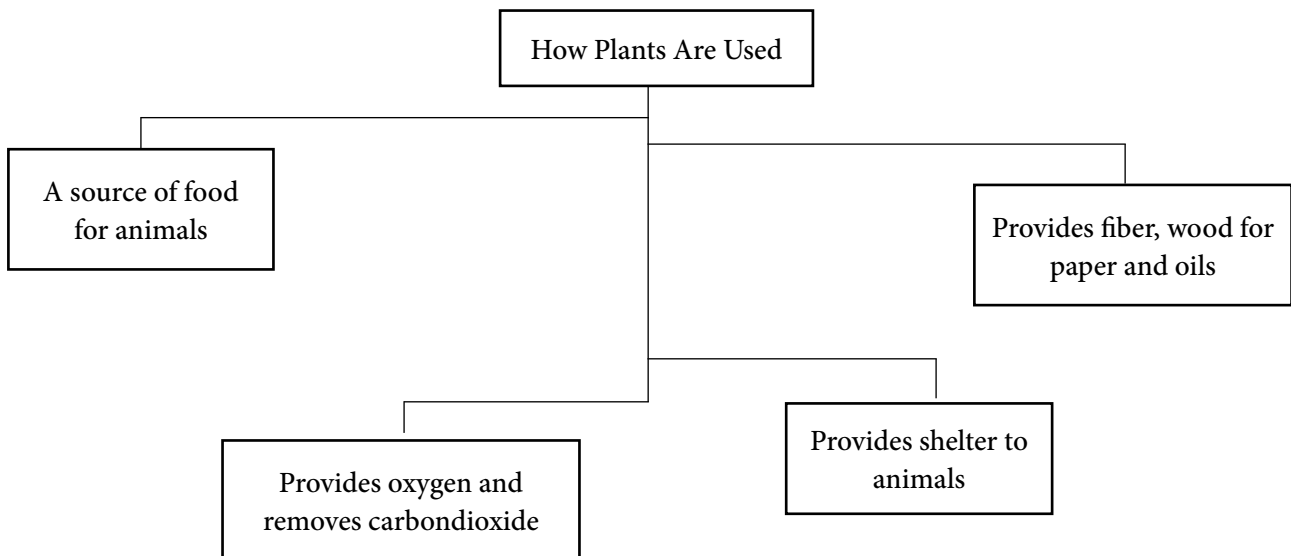 How Plants Are Used
A source of food
for animals
Provides fiber, wood for
paper and oils
Provides oxygen and
removes carbondioxide
Provides shelter to
animals